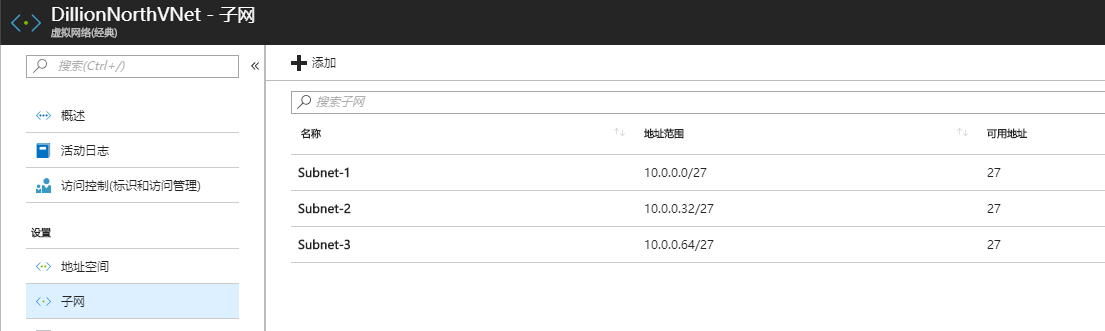 DillionNorthVNet - 子网
虚拟网络(经典)
搜索(Ctrl+/)
«
添加
搜索子网
概述
活动日志
访问控制(标识和访问管理)
设置
地址空间
子网
名称 地址范围 可用地址
Subnet-1 10.0.0.0/27 27
Subnet-2 10.0.0.32/27 27
Subnet-3 10.0.0.64/27 27